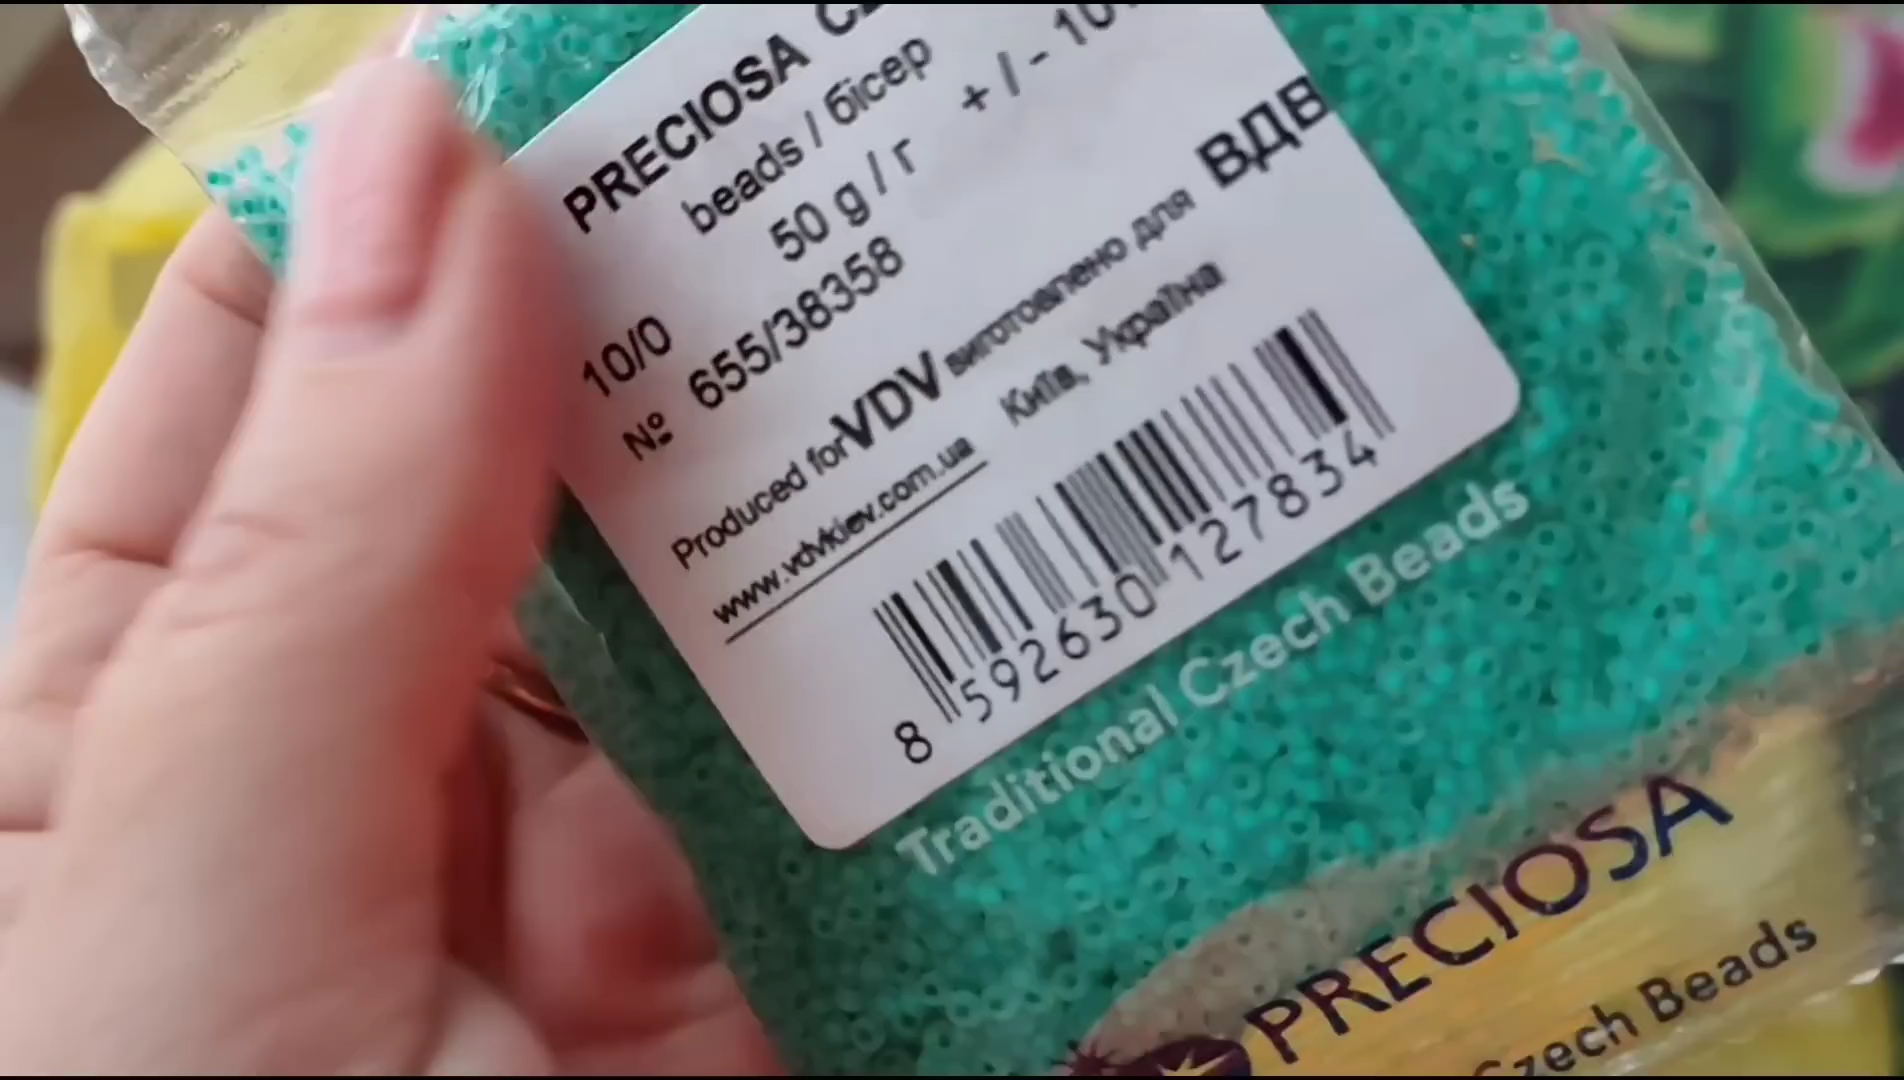 PRECIOSA
beads / бісер
50 g / г + / - 10
10/0
№ 655/38358
Produced for VDV виготовлено для ВДВ
www.vdvkiev.com.ua Київ, Україна
8 592630 127834
Traditional Czech Beads
PRECIOSA
Czech Beads